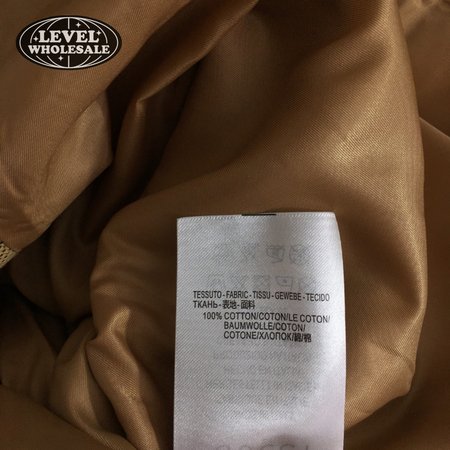 LEVEL
WHOLESALE
TESSUTO - FABRIC - TISSU - GEWEBE - TECIDO
ТКАНЬ - 表地 - 面料
100% COTTON/COTON/LE COTON/
BAUMWOLLE/COTON/
COTONE/ХЛОПОК/綿/棉